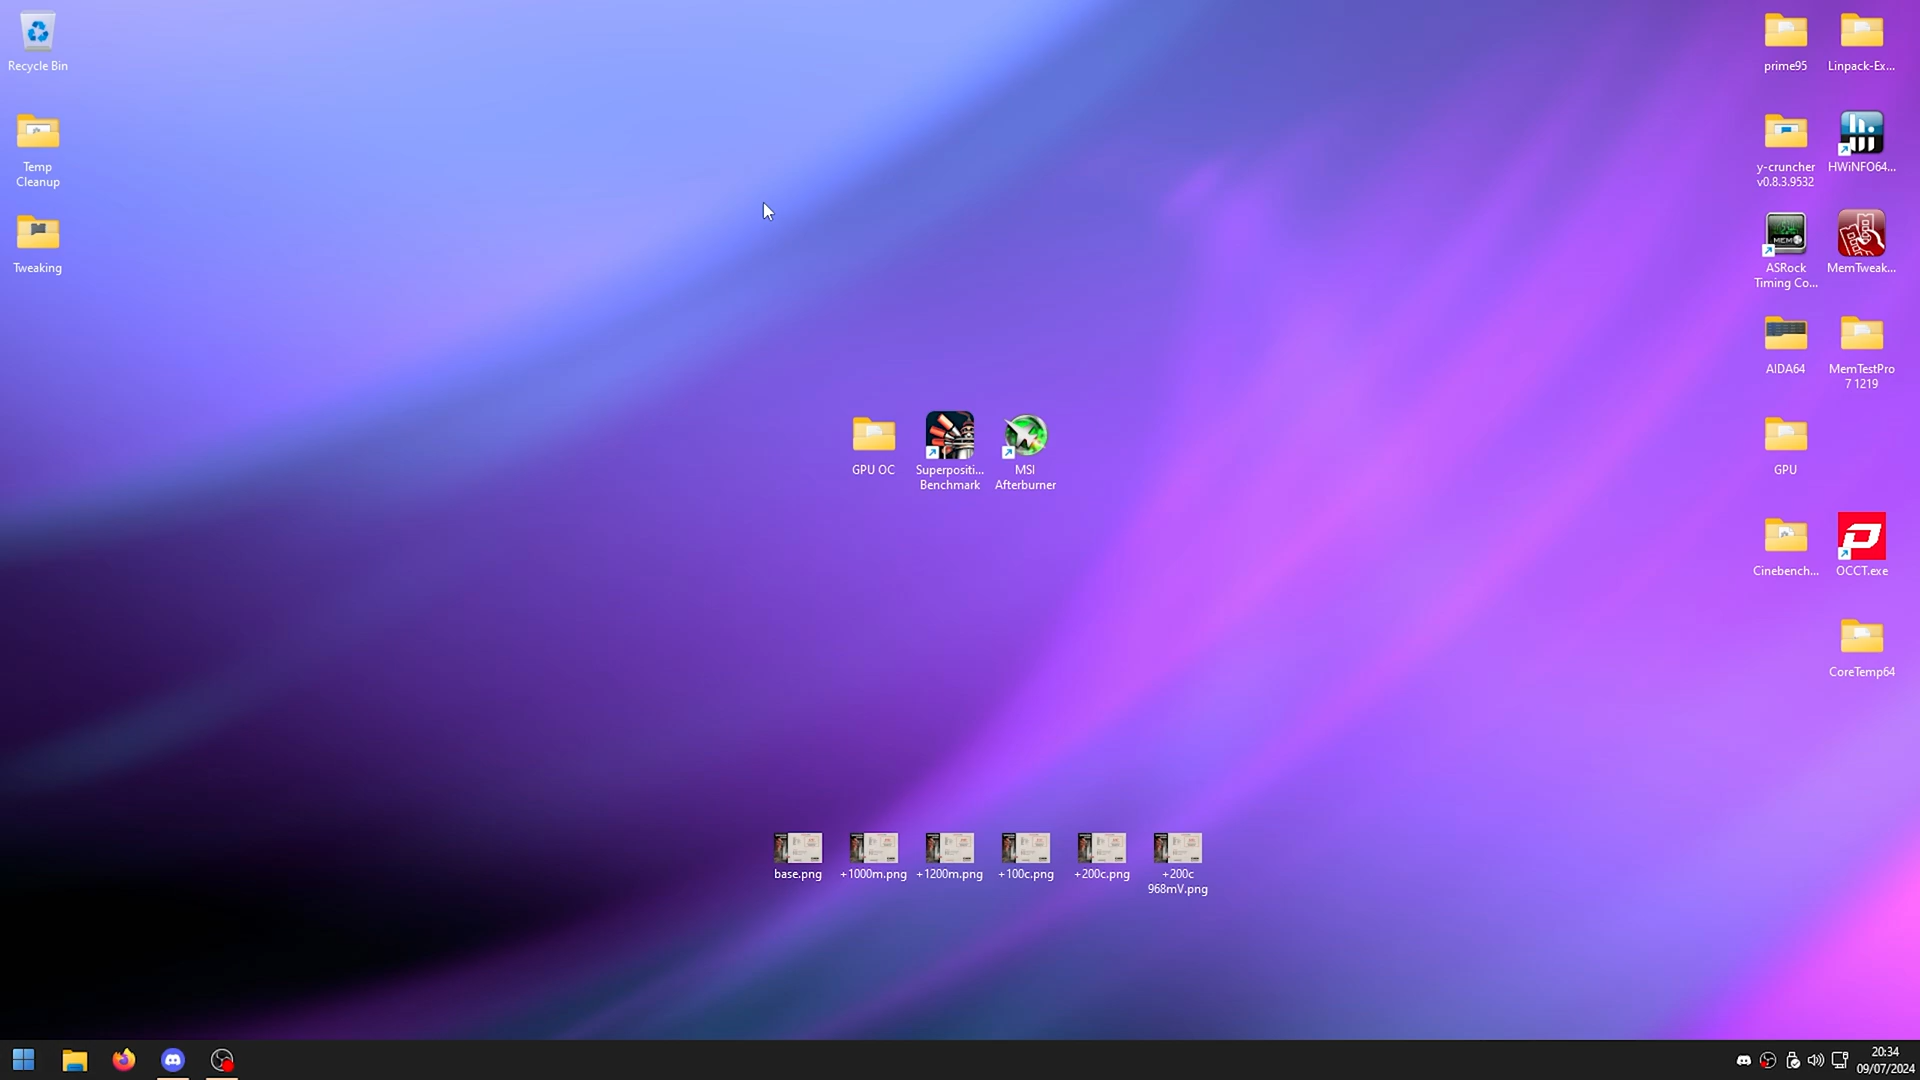 Recycle Bin
Temp
Cleanup
Tweaking
GPU OC
Superpositi...
Benchmark
MSI
Afterburner
prime95
Linpack-Ex...
y-cruncher
v0.8.3.9532
HWiNFO64...
ASRock
Timing Co...
MemTweak...
AIDA64
MemTestPro
7 1219
GPU
Cinebench...
OCCT.exe
CoreTemp64
base.png
+1000m.png
+1200m.png
+100c.png
+200c.png
+200c
968mV.png
20:34
09/07/2024